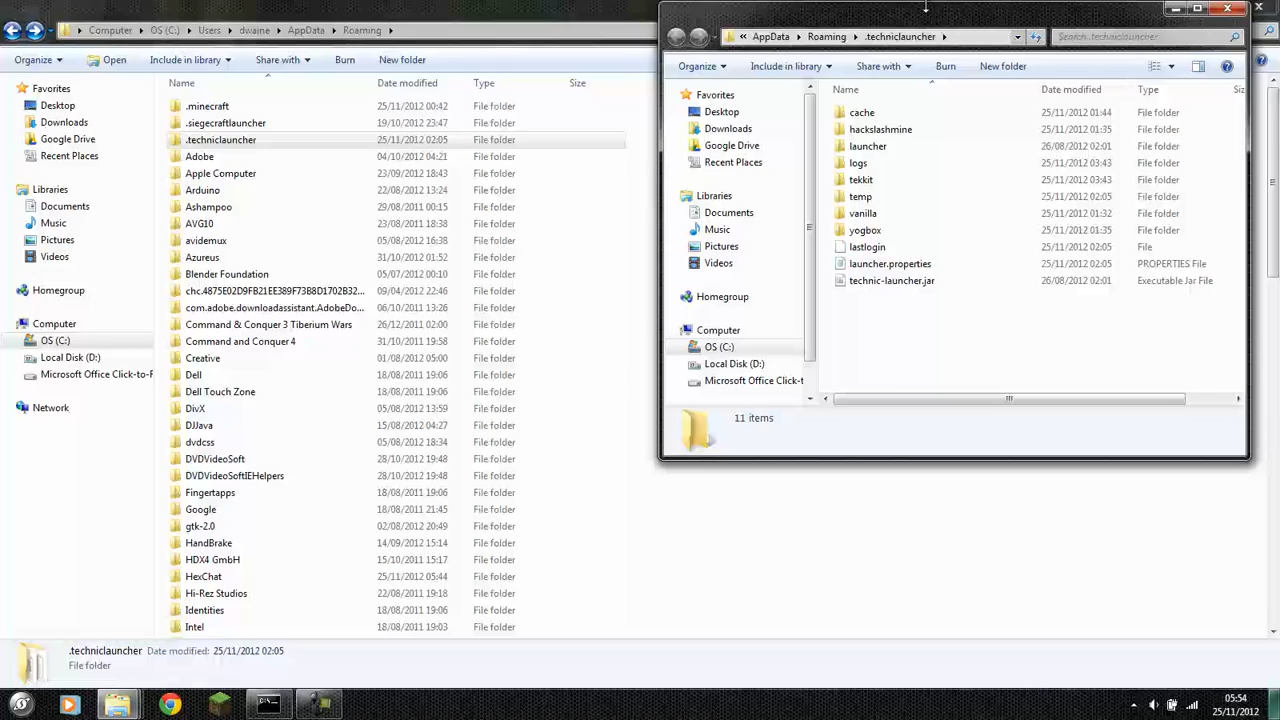 Computer ▸ OS (C:) ▸ Users ▸ dwaine ▸ AppData ▸ Roaming ▸
Organize Open Include in library Share with Burn New folder
Name Date modified Type Size
Favorites
Desktop
Downloads
Google Drive
Recent Places
Libraries
Documents
Music
Pictures
Videos
Homegroup
Computer
OS (C:)
Local Disk (D:)
Microsoft Office Click-to-F
Network
.minecraft 25/11/2012 00:42 File folder
.siegecraftlauncher 19/10/2012 23:47 File folder
.techniclauncher 25/11/2012 02:05 File folder
Adobe 04/10/2012 04:21 File folder
Apple Computer 23/09/2012 18:43 File folder
Arduino 22/08/2012 13:24 File folder
Ashampoo 29/08/2011 00:15 File folder
AVG10 23/08/2011 18:38 File folder
avidemux 05/08/2012 16:38 File folder
Azureus 31/10/2012 01:52 File folder
Blender Foundation 05/07/2012 00:10 File folder
chc.4875E02D9FB21EE389F73B8D1702B32... 09/04/2012 22:46 File folder
com.adobe.downloadassistant.AdobeDo... 06/10/2011 00:42 File folder
Command & Conquer 3 Tiberium Wars 26/12/2011 02:00 File folder
Command and Conquer 4 31/10/2011 19:58 File folder
Creative 01/08/2012 05:00 File folder
Dell 18/08/2011 19:06 File folder
Dell Touch Zone 18/08/2011 19:06 File folder
DivX 05/08/2012 13:59 File folder
DJJava 15/08/2012 04:27 File folder
dvdcss 05/08/2012 18:34 File folder
DVDVideoSoft 28/10/2012 19:48 File folder
DVDVideoSoftIEHelpers 28/10/2012 19:48 File folder
Fingertapps 18/08/2011 19:06 File folder
Google 18/08/2011 21:45 File folder
gtk-2.0 02/08/2012 20:49 File folder
HandBrake 14/09/2012 15:14 File folder
HDX4 GmbH 15/10/2011 15:17 File folder
HexChat 25/11/2012 05:44 File folder
Hi-Rez Studios 22/08/2011 19:18 File folder
Identities 18/08/2011 19:06 File folder
Intel 18/08/2011 19:03 File folder
.techniclauncher Date modified: 25/11/2012 02:05
File folder
« AppData ▸ Roaming ▸ .techniclauncher ▸ Search .techniclauncher
Organize Include in library Share with Burn New folder
Name Date modified Type Siz
Favorites
Desktop
Downloads
Google Drive
Recent Places
Libraries
Documents
Music
Pictures
Videos
Homegroup
Computer
OS (C:)
Local Disk (D:)
Microsoft Office Click-t
cache 25/11/2012 01:44 File folder
hackslashmine 25/11/2012 01:35 File folder
launcher 26/08/2012 02:01 File folder
logs 25/11/2012 03:43 File folder
tekkit 25/11/2012 03:43 File folder
temp 25/11/2012 02:05 File folder
vanilla 25/11/2012 01:32 File folder
yogbox 25/11/2012 01:35 File folder
lastlogin 25/11/2012 02:05 File
launcher.properties 25/11/2012 02:05 PROPERTIES File
technic-launcher.jar 26/08/2012 02:01 Executable Jar File
11 items
05:54
25/11/2012